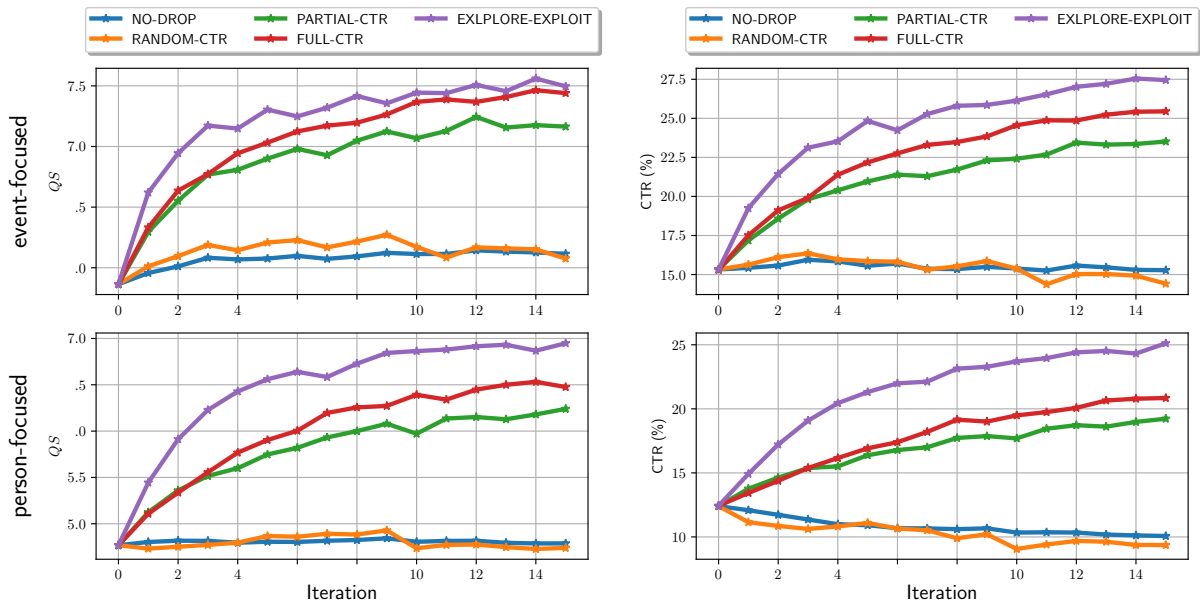 NO-DROP PARTIAL-CTR EXLPLORE-EXPLOIT
RANDOM-CTR FULL-CTR
NO-DROP PARTIAL-CTR EXLPLORE-EXPLOIT
RANDOM-CTR FULL-CTR
event-focused
QS
7.5
7.0
.5
.0
0 2 4 10 12 14
CTR (%)
27.5
25.0
22.5
20.0
17.5
15.0
0 2 4 10 12 14
person-focused
QS
7.0
.5
.0
5.5
5.0
0 2 4 10 12 14
Iteration
CTR (%)
25
20
15
10
0 2 4 10 12 14
Iteration